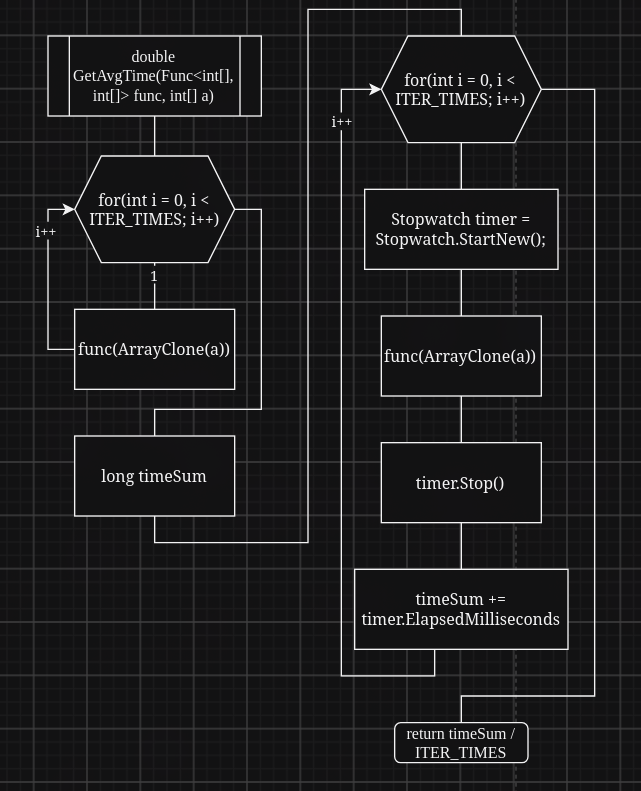 double
GetAvgTime(Func<int[],
int[]> func, int[] a)
for(int i = 0, i <
ITER_TIMES; i++)
i++
1
func(ArrayClone(a))
long timeSum
for(int i = 0, i <
ITER_TIMES; i++)
i++
Stopwatch timer =
Stopwatch.StartNew();
func(ArrayClone(a))
timer.Stop()
timeSum +=
timer.ElapsedMilliseconds
return timeSum /
ITER_TIMES